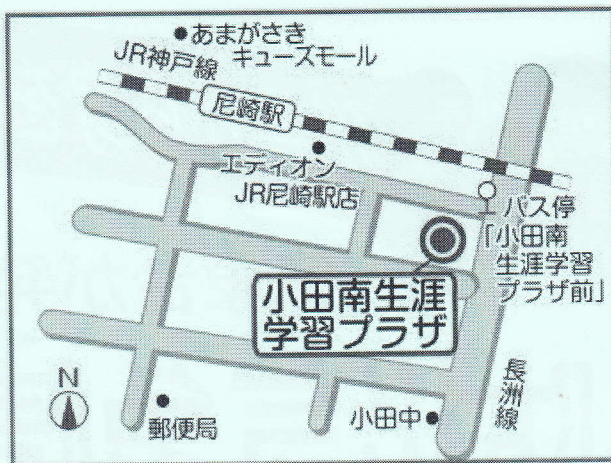 あまがさき
キューズモール
JR神戸線
尼崎駅
エディオン
JR尼崎駅店
バス停
「小田南
生涯学習
プラザ前」
小田南生涯
学習プラザ
長洲線
N
郵便局
小田中